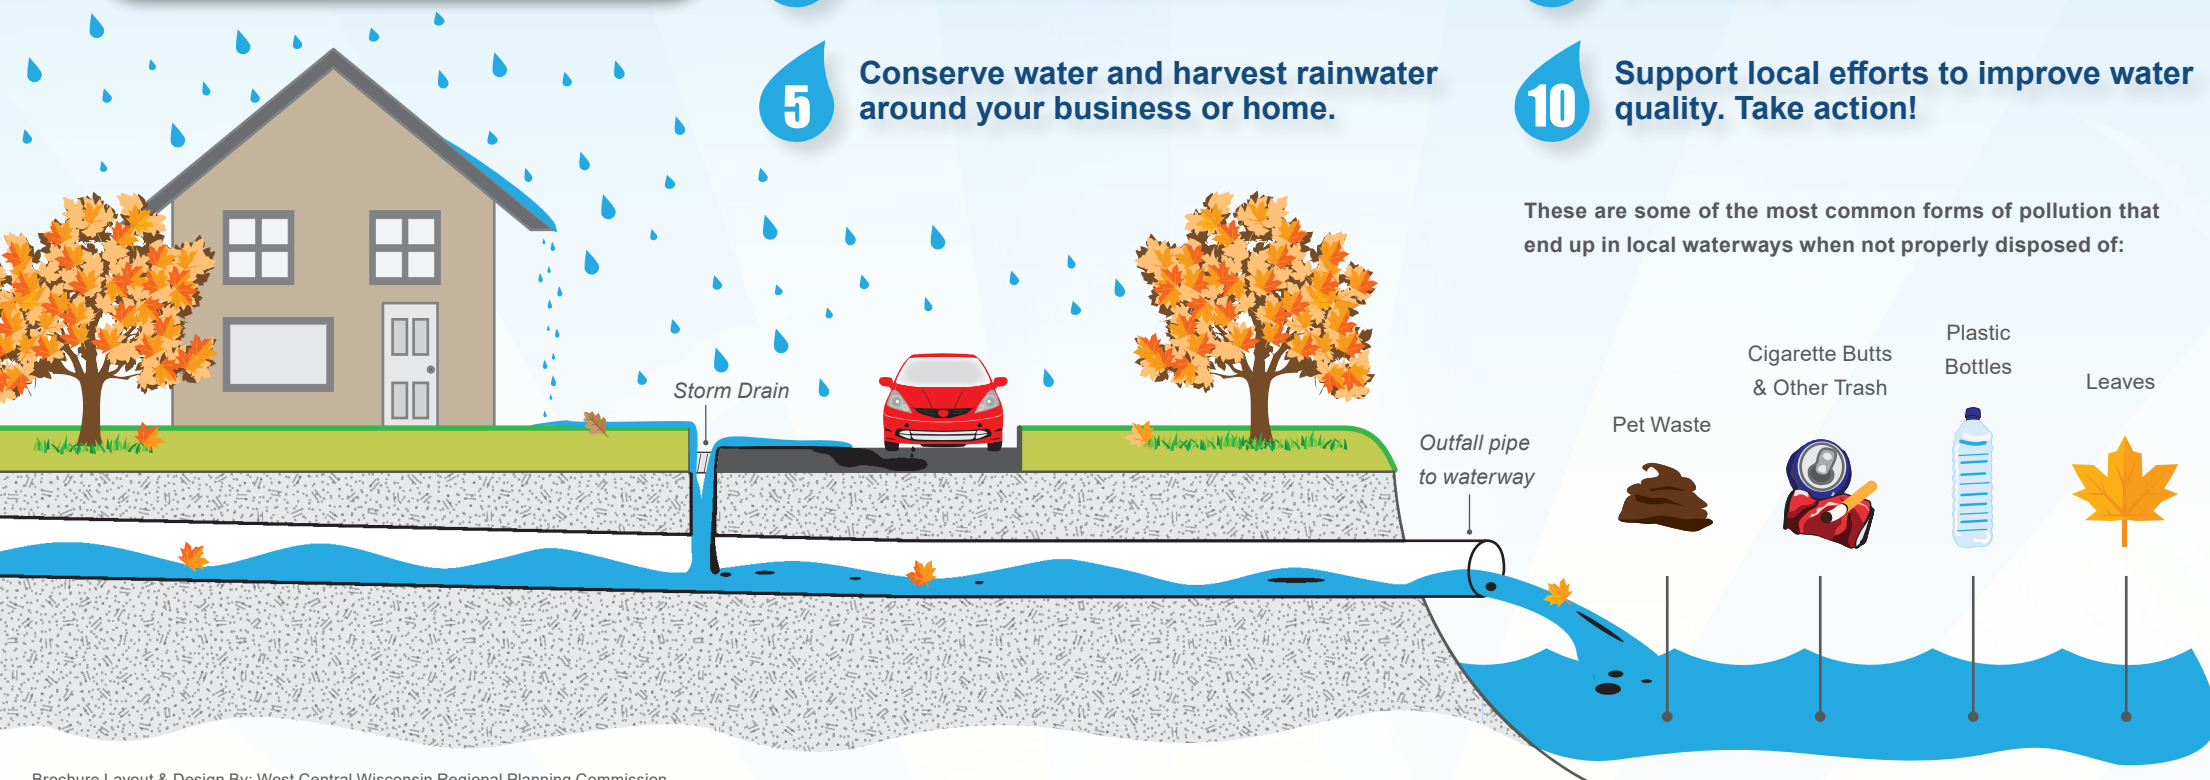 5
Conserve water and harvest rainwater
around your business or home.
10
Support local efforts to improve water
quality. Take action!
These are some of the most common forms of pollution that
end up in local waterways when not properly disposed of:
Storm Drain
Outfall pipe
to waterway
Pet Waste
Cigarette Butts
& Other Trash
Plastic
Bottles
Leaves
Brochure Layout & Design By: West Central Wisconsin Regional Planning Commission